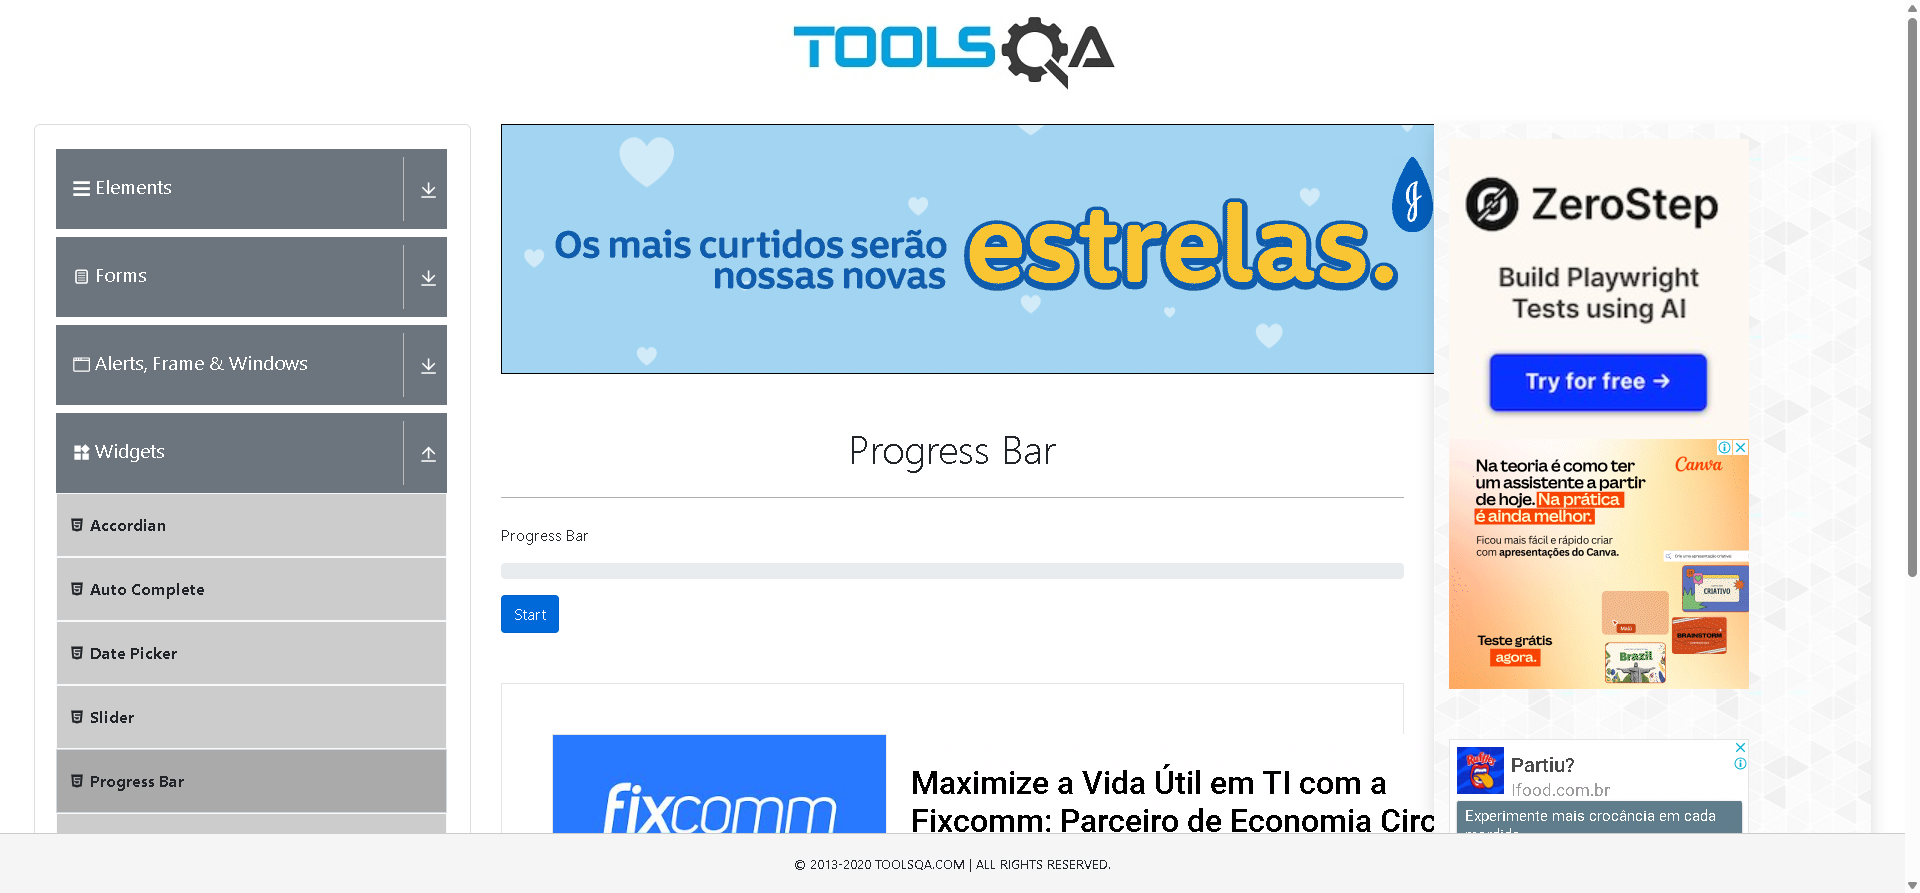 TOOLSQA
Elements
Forms
Alerts, Frame & Windows
Widgets
Accordian
Auto Complete
Date Picker
Slider
Progress Bar
Os mais curtidos serão
nossas novas
estrelas.
Progress Bar
Progress Bar
Start
fixcomm
Maximize a Vida Útil em TI com a
Fixcomm: Parceiro de Economia Circ
ZeroStep
Build Playwright
Tests using AI
Try for free →
Na teoria é como ter
um assistente a partir
de hoje. Na prática
é ainda melhor.
Canva
Ficou mais fácil e rápido criar
com apresentações do Canva.
CRIATIVO
BRAINSTORM
Brazil
Teste grátis
agora.
Ruffles
Partiu?
Ifood.com.br
Experimente mais crocância em cada
mordida
© 2013-2020 TOOLSQA.COM | ALL RIGHTS RESERVED.